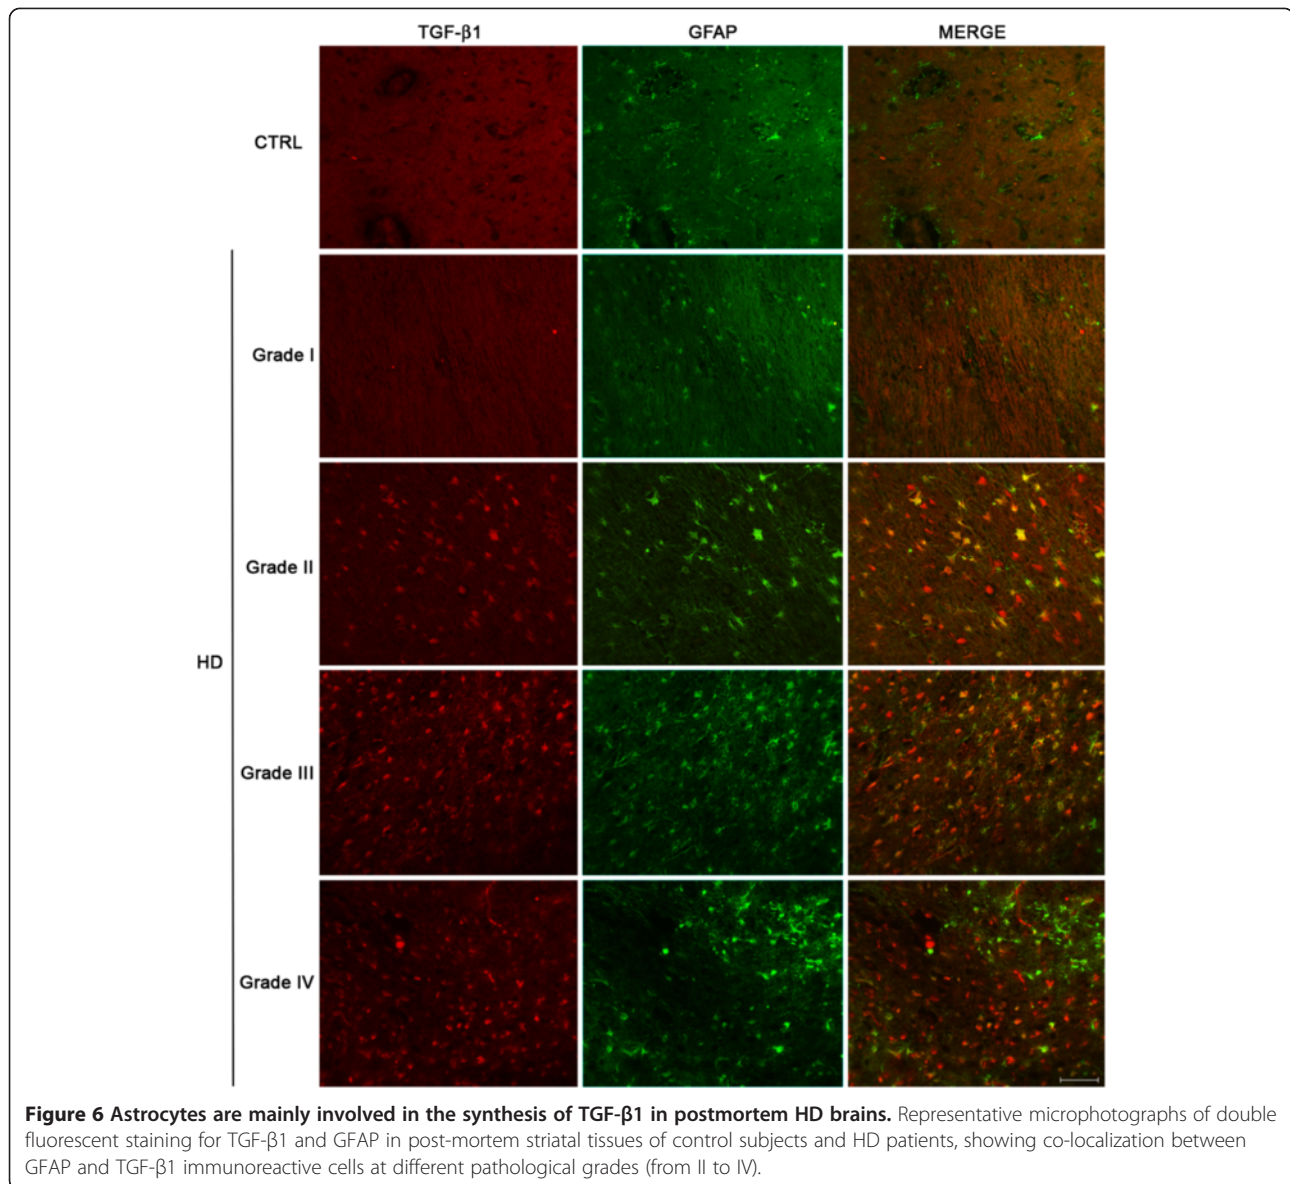 TGF-β1 GFAP MERGE
CTRL
Grade I
Grade II
HD
Grade III
Grade IV
Figure 6 Astrocytes are mainly involved in the synthesis of TGF-β1 in postmortem HD brains. Representative microphotographs of double
fluorescent staining for TGF-β1 and GFAP in post-mortem striatal tissues of control subjects and HD patients, showing co-localization between
GFAP and TGF-β1 immunoreactive cells at different pathological grades (from II to IV).